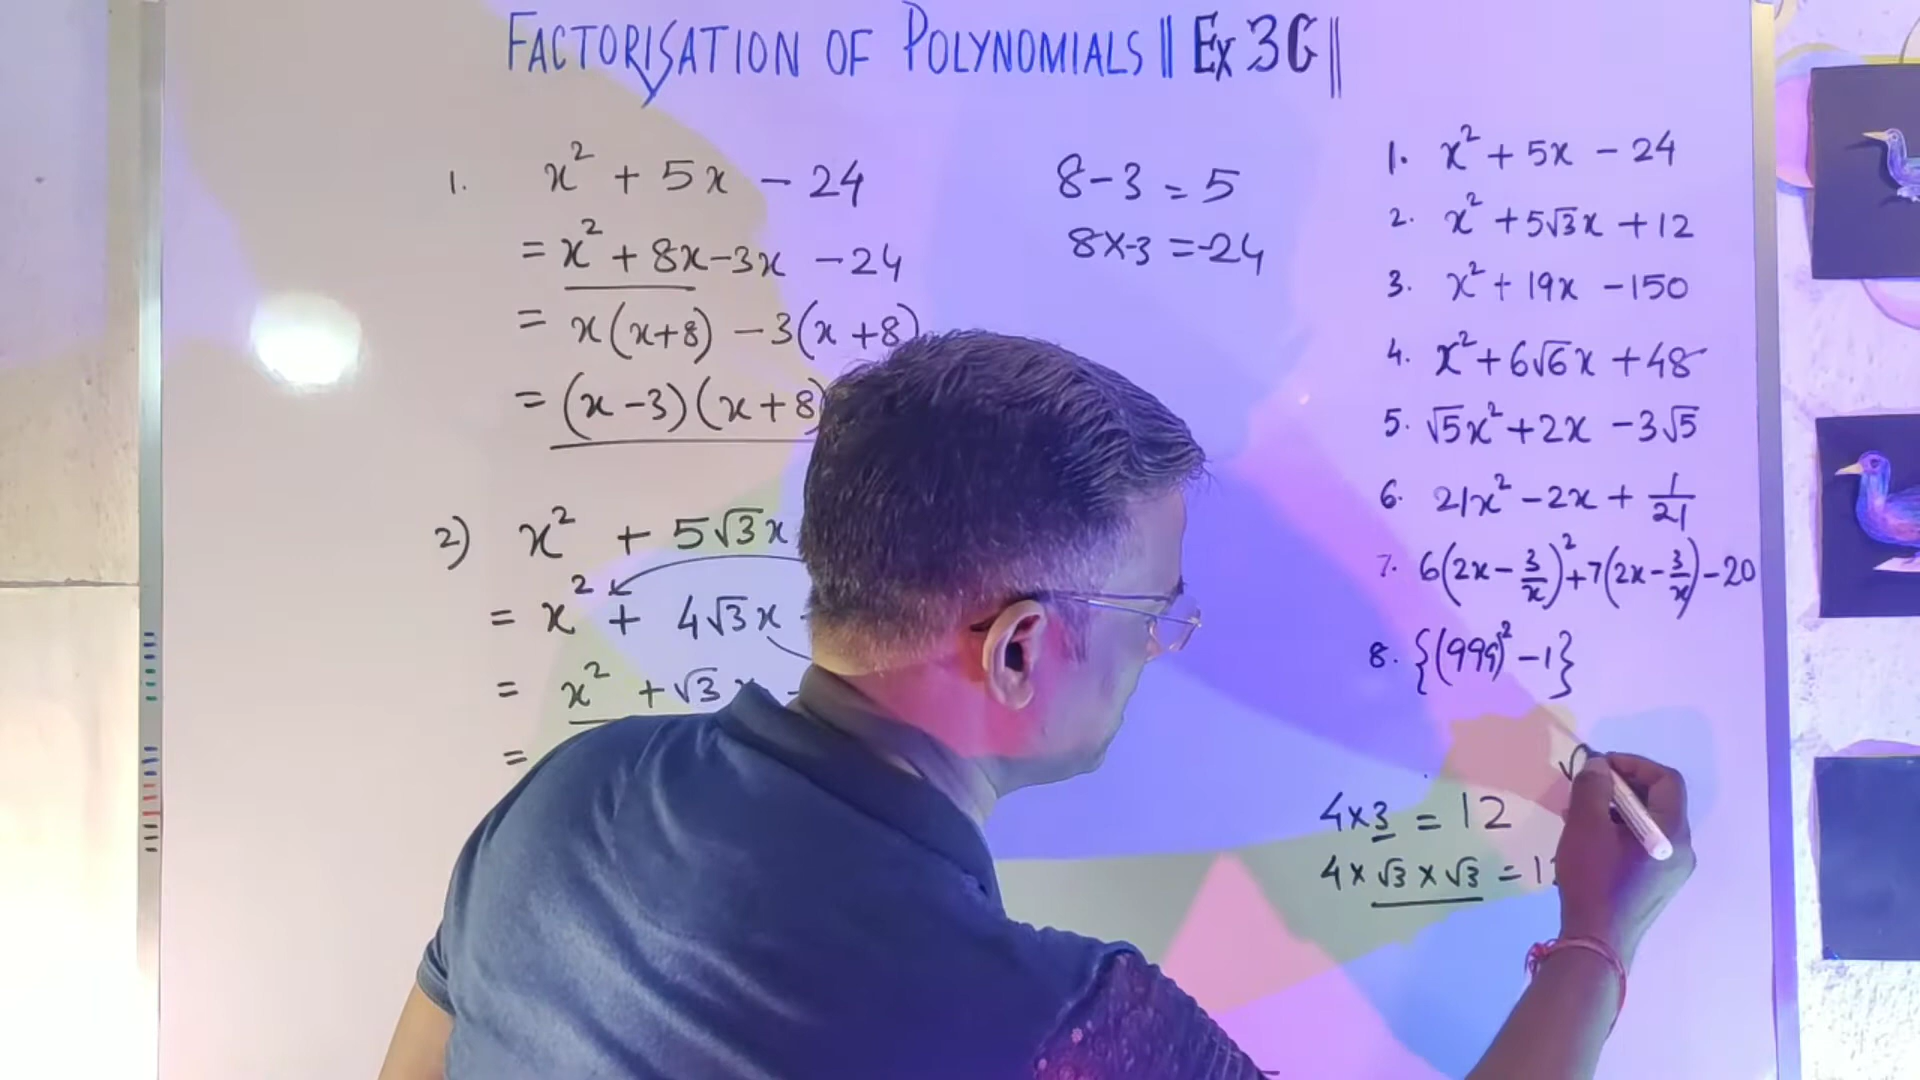 FACTORISATION OF POLYNOMIALS || Ex 3G ||
1. x² + 5x - 24
= x² + 8x - 3x - 24
= x(x+8) - 3(x+8)
= (x-3)(x+8)
8 - 3 = 5
8x-3 = -24
2) x² + 5√3x
= x² + 4√3x
= x² + √3x
=
1. x² + 5x - 24
2. x² + 5√3x + 12
3. x² + 19x - 150
4. x² + 6√6x + 48
5. √5x² + 2x - 3√5
6. 21x² - 2x + 1/21
7. 6(2x - 3/x)² + 7(2x - 3/x) - 20
8. {(999)² - 1}
4x3 = 12
4 x √3 x √3 = 1